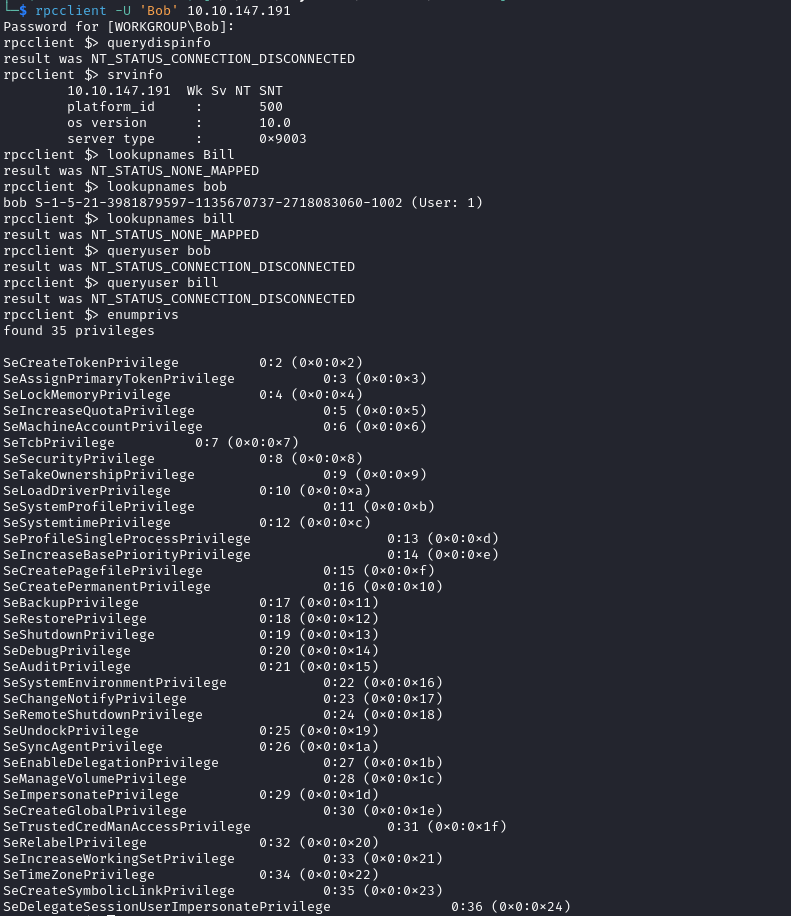 └─$ rpcclient -U 'Bob' 10.10.147.191
Password for [WORKGROUP\Bob]:
rpcclient $> querydispinfo
result was NT_STATUS_CONNECTION_DISCONNECTED
rpcclient $> srvinfo
10.10.147.191 Wk Sv NT SNT
platform_id : 500
os version : 10.0
server type : 0×9003
rpcclient $> lookupnames Bill
result was NT_STATUS_NONE_MAPPED
rpcclient $> lookupnames bob
bob S-1-5-21-3981879597-1135670737-2718083060-1002 (User: 1)
rpcclient $> lookupnames bill
result was NT_STATUS_NONE_MAPPED
rpcclient $> queryuser bob
result was NT_STATUS_CONNECTION_DISCONNECTED
rpcclient $> queryuser bill
result was NT_STATUS_CONNECTION_DISCONNECTED
rpcclient $> enumprivs
found 35 privileges
SeCreateTokenPrivilege 0:2 (0×0:0×2)
SeAssignPrimaryTokenPrivilege 0:3 (0×0:0×3)
SeLockMemoryPrivilege 0:4 (0×0:0×4)
SeIncreaseQuotaPrivilege 0:5 (0×0:0×5)
SeMachineAccountPrivilege 0:6 (0×0:0×6)
SeTcbPrivilege 0:7 (0×0:0×7)
SeSecurityPrivilege 0:8 (0×0:0×8)
SeTakeOwnershipPrivilege 0:9 (0×0:0×9)
SeLoadDriverPrivilege 0:10 (0×0:0×a)
SeSystemProfilePrivilege 0:11 (0×0:0×b)
SeSystemtimePrivilege 0:12 (0×0:0×c)
SeProfileSingleProcessPrivilege 0:13 (0×0:0×d)
SeIncreaseBasePriorityPrivilege 0:14 (0×0:0×e)
SeCreatePagefilePrivilege 0:15 (0×0:0×f)
SeCreatePermanentPrivilege 0:16 (0×0:0×10)
SeBackupPrivilege 0:17 (0×0:0×11)
SeRestorePrivilege 0:18 (0×0:0×12)
SeShutdownPrivilege 0:19 (0×0:0×13)
SeDebugPrivilege 0:20 (0×0:0×14)
SeAuditPrivilege 0:21 (0×0:0×15)
SeSystemEnvironmentPrivilege 0:22 (0×0:0×16)
SeChangeNotifyPrivilege 0:23 (0×0:0×17)
SeRemoteShutdownPrivilege 0:24 (0×0:0×18)
SeUndockPrivilege 0:25 (0×0:0×19)
SeSyncAgentPrivilege 0:26 (0×0:0×1a)
SeEnableDelegationPrivilege 0:27 (0×0:0×1b)
SeManageVolumePrivilege 0:28 (0×0:0×1c)
SeImpersonatePrivilege 0:29 (0×0:0×1d)
SeCreateGlobalPrivilege 0:30 (0×0:0×1e)
SeTrustedCredManAccessPrivilege 0:31 (0×0:0×1f)
SeRelabelPrivilege 0:32 (0×0:0×20)
SeIncreaseWorkingSetPrivilege 0:33 (0×0:0×21)
SeTimeZonePrivilege 0:34 (0×0:0×22)
SeCreateSymbolicLinkPrivilege 0:35 (0×0:0×23)
SeDelegateSessionUserImpersonatePrivilege 0:36 (0×0:0×24)